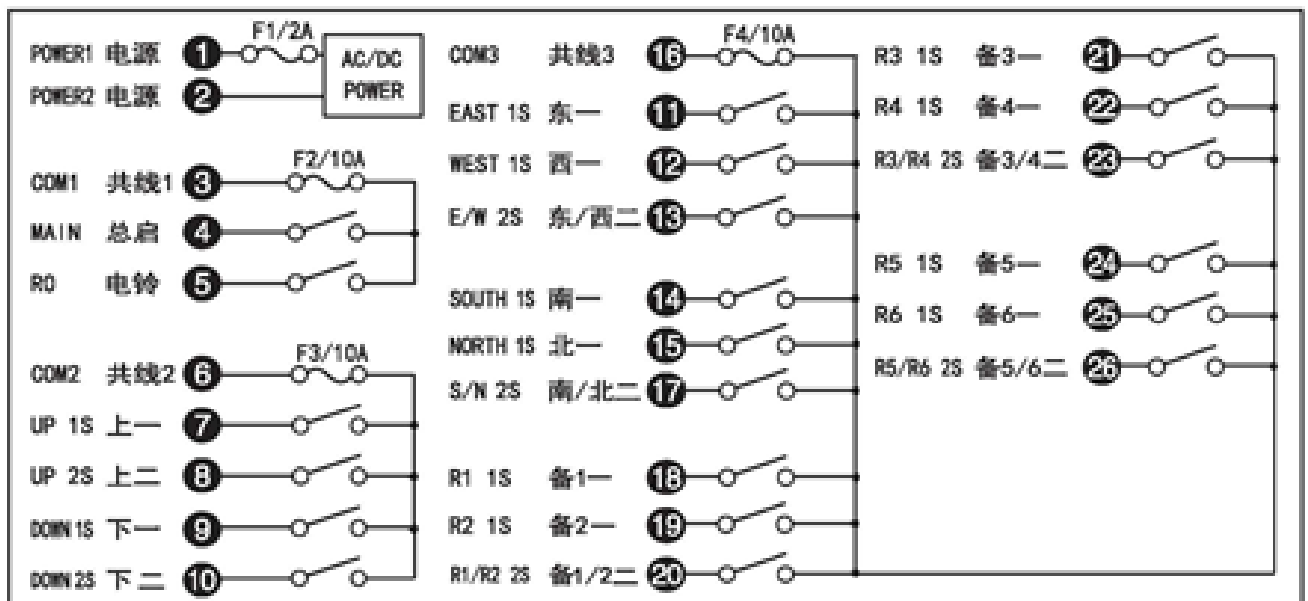 POWER1 电源 1 F1/2A
AC/DC
POWER
POWER2 电源 2
COM1 共线1 3 F2/10A
MAIN 总启 4
RO 电铃 5
COM2 共线2 6 F3/10A
UP 1S 上一 7
UP 2S 上二 8
DOWN 1S 下一 9
DOWN 2S 下二 10
COM3 共线3 16 F4/10A
EAST 1S 东一 11
WEST 1S 西一 12
E/W 2S 东/西二 13
SOUTH 1S 南一 14
NORTH 1S 北一 15
S/N 2S 南/北二 17
R1 1S 备1一 18
R2 1S 备2一 19
R1/R2 2S 备1/2二 20
R3 1S 备3一 21
R4 1S 备4一 22
R3/R4 2S 备3/4二 23
R5 1S 备5一 24
R6 1S 备6一 25
R5/R6 2S 备5/6二 26